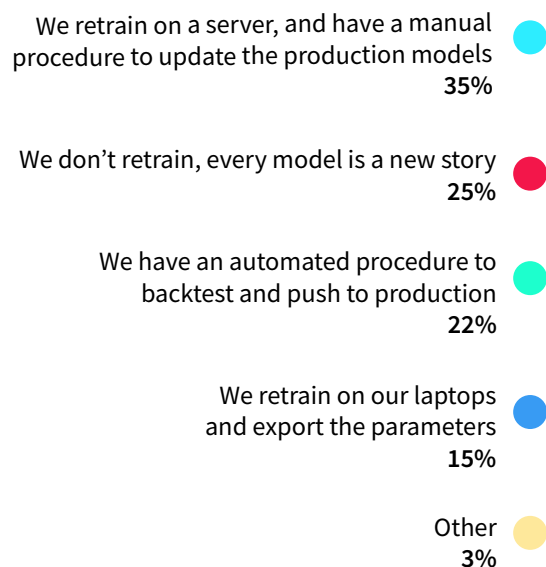 We retrain on a server, and have a manual
procedure to update the production models
35%
We don’t retrain, every model is a new story
25%
We have an automated procedure to
backtest and push to production
22%
We retrain on our laptops
and export the parameters
15%
Other
3%